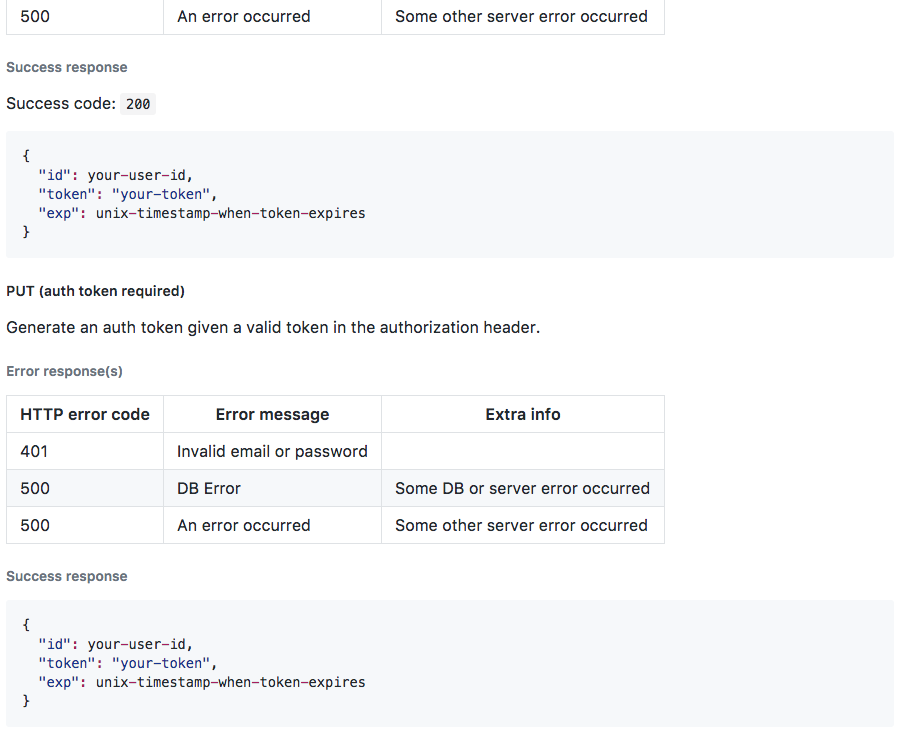 500 An error occurred Some other server error occurred
Success response
Success code: 200
{
"id": your-user-id,
"token": "your-token",
"exp": unix-timestamp-when-token-expires
}
PUT (auth token required)
Generate an auth token given a valid token in the authorization header.
Error response(s)
HTTP error code Error message Extra info
401 Invalid email or password
500 DB Error Some DB or server error occurred
500 An error occurred Some other server error occurred
Success response
{
"id": your-user-id,
"token": "your-token",
"exp": unix-timestamp-when-token-expires
}